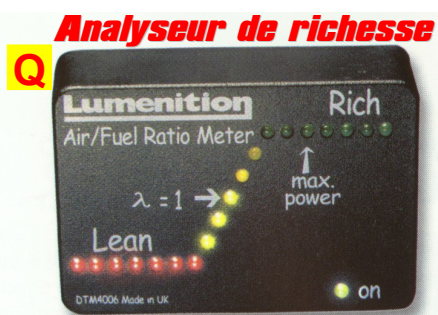 Analyseur de richesse
Q
Lumenition
Rich
Air/Fuel Ratio Meter
max.
power
λ = 1 →
Lean
DTM4006 Made in UK
on